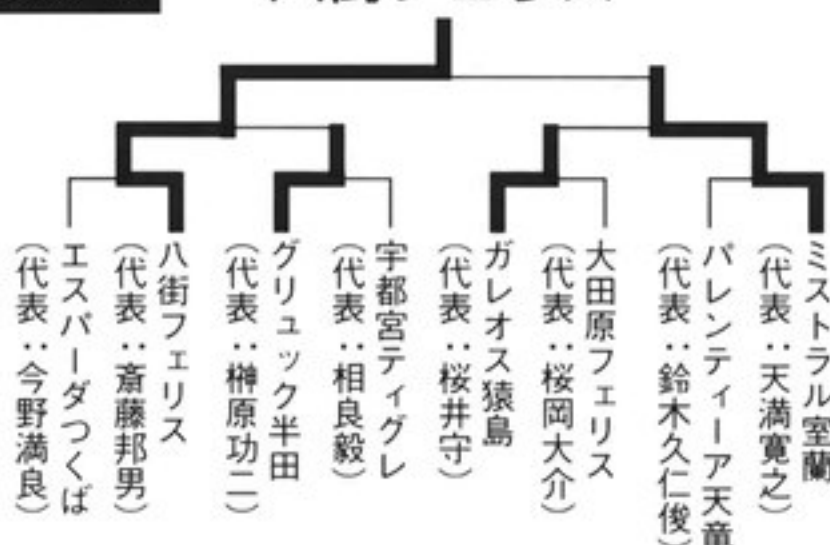 ミストラル室蘭
（代表：天満寛之）
パレンティーア天竜
（代表：鈴木久仁俊）
大田原フェリス
（代表：桜岡大介）
ガレオス猿島
（代表：桜井守）
宇都宮ティグレ
（代表：相良毅）
グリュック半田
（代表：榊原功二）
八街フェリス
（代表：斎藤邦男）
エスパーダつくば
（代表：今野満良）